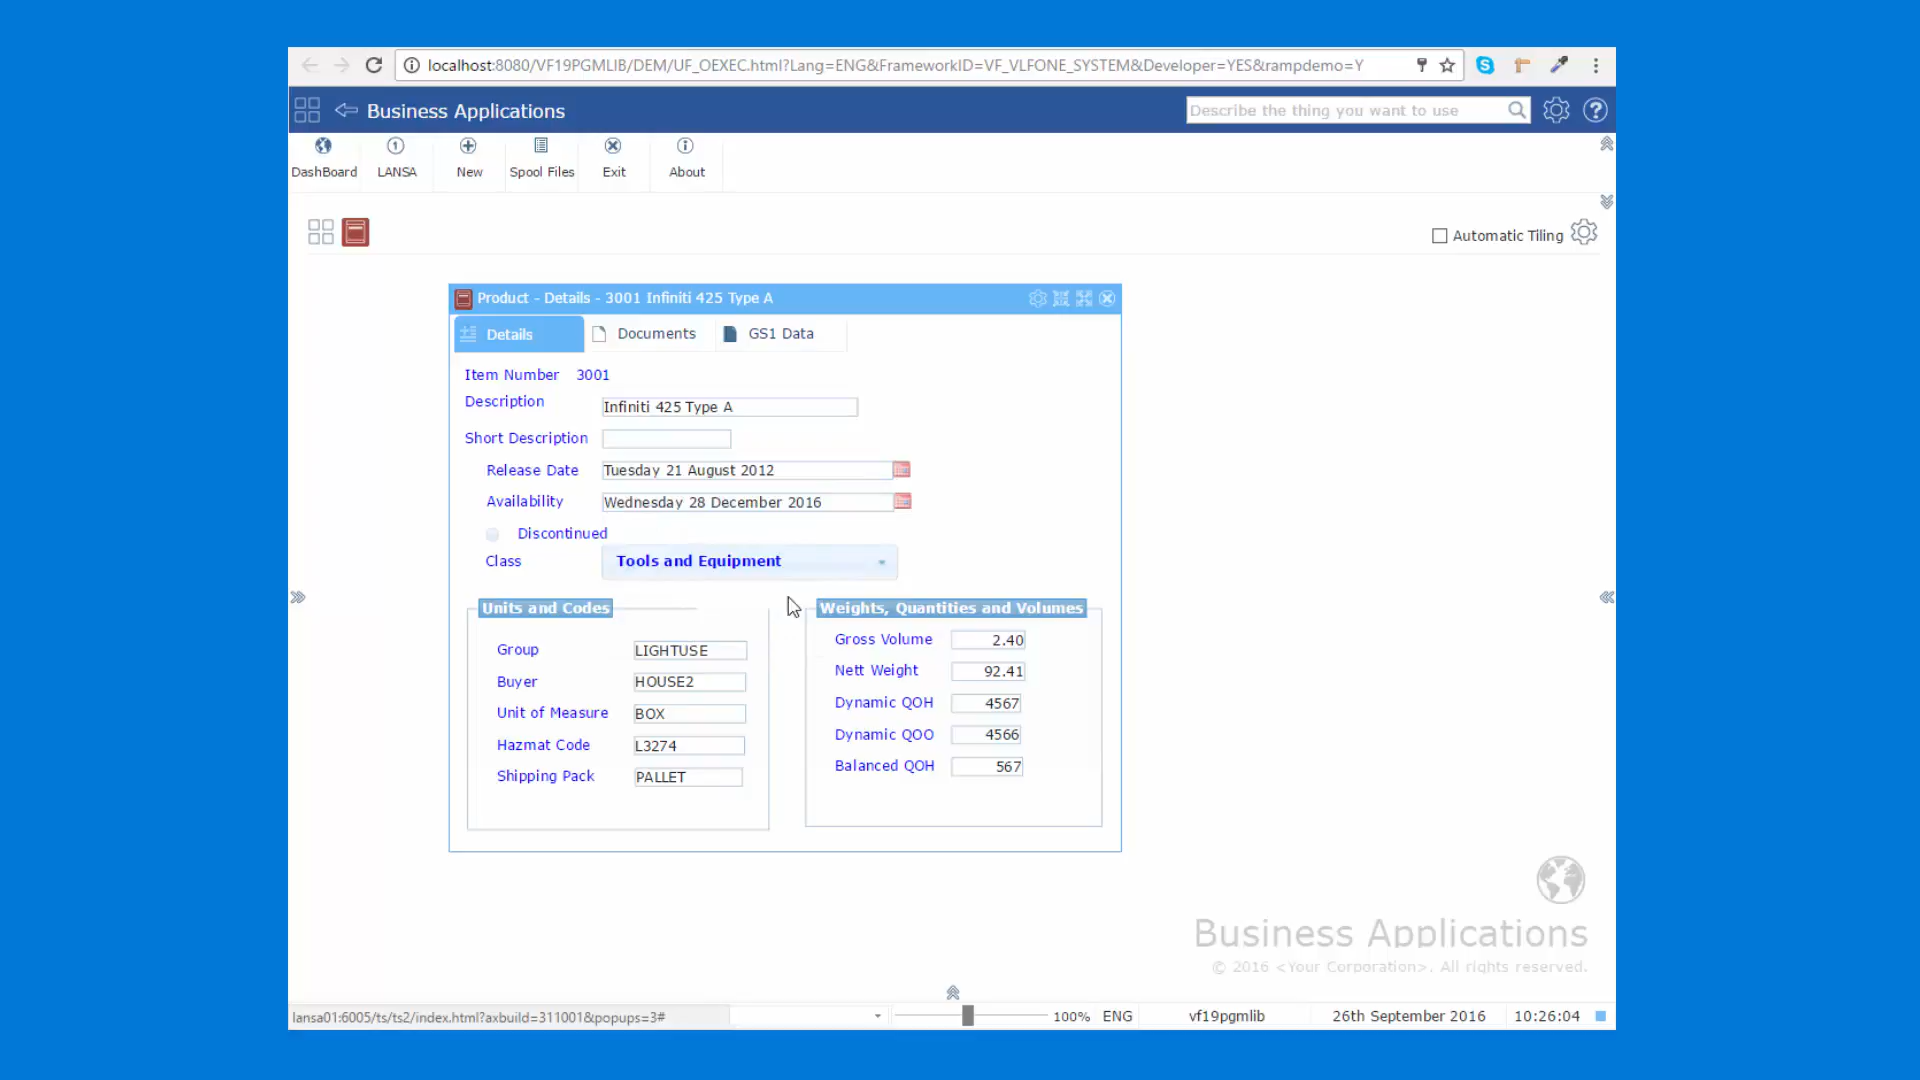 localhost:8080/VF19PGMLIB/DEM/UF_OEXEC.html?Lang=ENG&FrameworkID=VF_VLFONE_SYSTEM&Developer=YES&rampdemo=Y
Business Applications
Describe the thing you want to use
DashBoard LANSA New Spool Files Exit About
Automatic Tiling
Product - Details - 3001 Infiniti 425 Type A
Details Documents GS1 Data
Item Number 3001
Description Infiniti 425 Type A
Short Description
Release Date Tuesday 21 August 2012
Availability Wednesday 28 December 2016
Discontinued
Class Tools and Equipment
Units and Codes
Group LIGHTUSE
Buyer HOUSE2
Unit of Measure BOX
Hazmat Code L3274
Shipping Pack PALLET
Weights, Quantities and Volumes
Gross Volume 2.40
Nett Weight 92.41
Dynamic QOH 4567
Dynamic QOO 4566
Balanced QOH 567
Business Applications
© 2016 <Your Corporation>. All rights reserved.
lansa01:6005/ts/ts2/index.html?axbuild=311001&popups=3#
100% ENG vf19pgmlib 26th September 2016 10:26:04